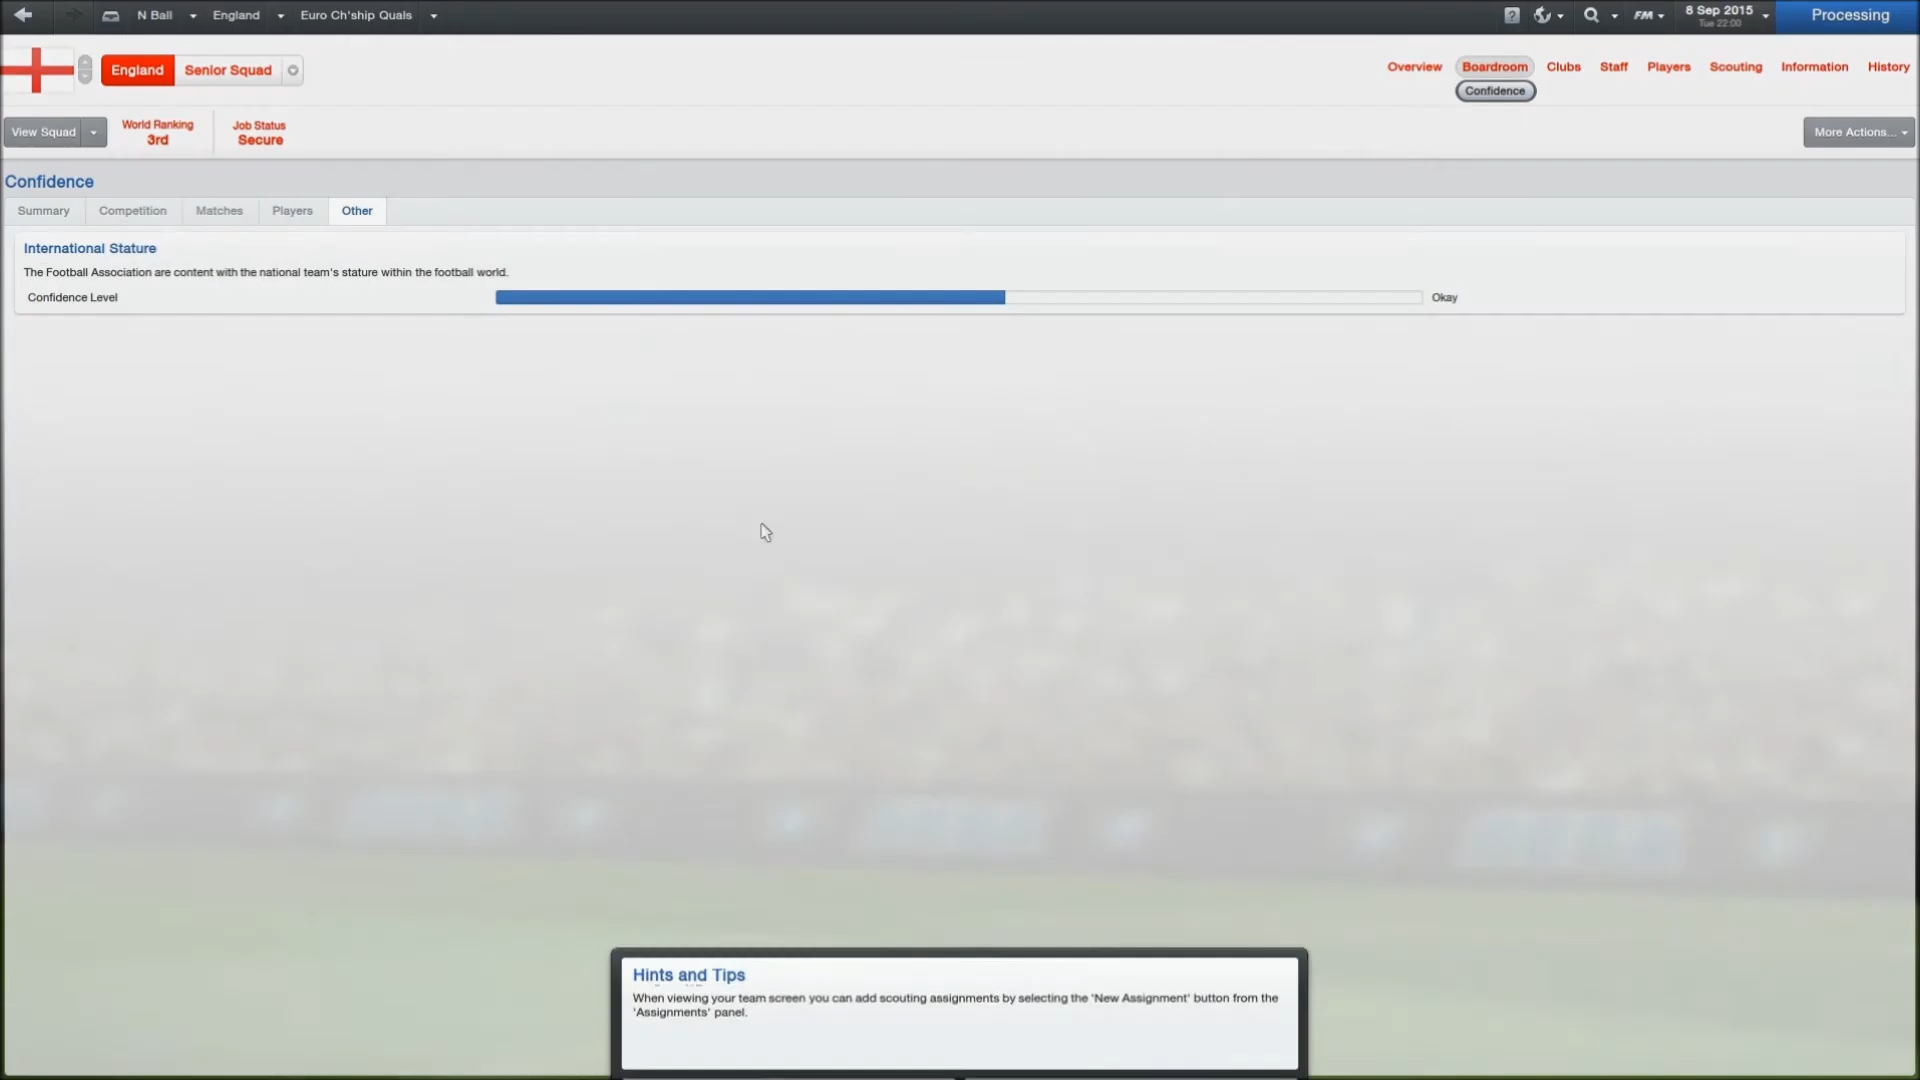 N Ball England Euro Ch'ship Quals ? FM 8 Sep 2015 Processing
Tue 22:00
England Senior Squad
Overview Boardroom Clubs Staff Players Scouting Information History
Confidence
View Squad World Ranking Job Status More Actions...
3rd Secure
Confidence
Summary Competition Matches Players Other
International Stature
The Football Association are content with the national team's stature within the football world.
Confidence Level Okay
Hints and Tips
When viewing your team screen you can add scouting assignments by selecting the 'New Assignment' button from the
'Assignments' panel.